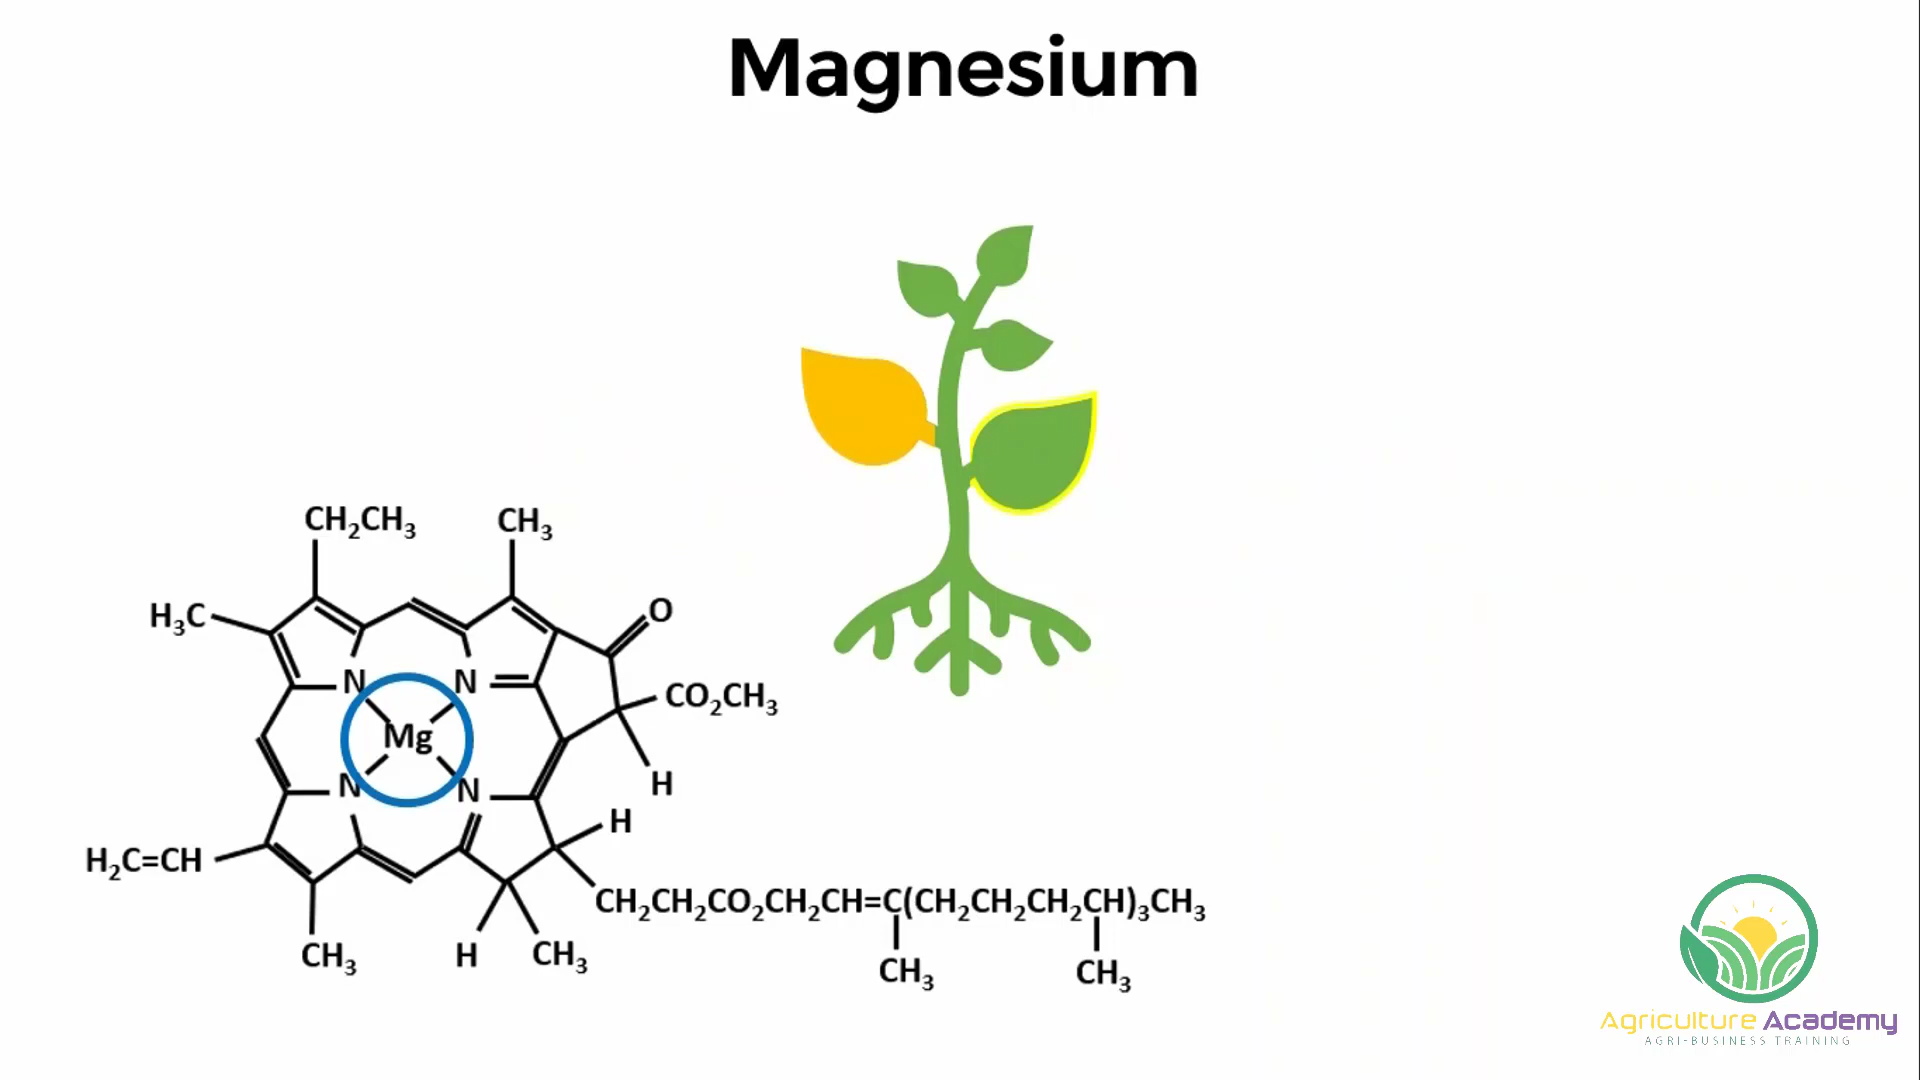 Magnesium
CH₂CH₃
CH₃
H₃C
O
N
N
CO₂CH₃
Mg
H
N
N
H
H₂C=CH
CH₂CH₂CO₂CH₂CH=C(CH₂CH₂CH₂CH)₃CH₃
CH₃
H
CH₃
CH₃
CH₃
Agriculture Academy
AGRI-BUSINESS TRAINING